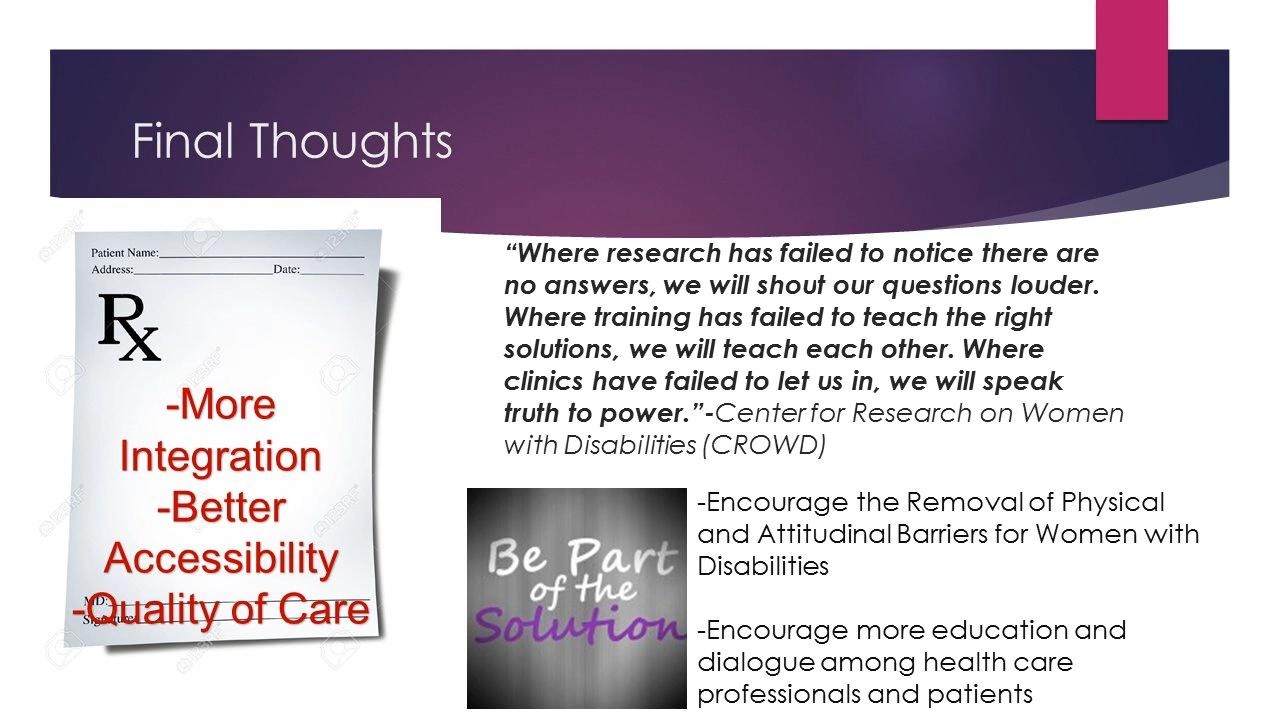 Final Thoughts
Patient Name:
Address: Date:
Rx
-More
Integration
-Better
Accessibility
-Quality of Care
MD:
Signature:
“Where research has failed to notice there are
no answers, we will shout our questions louder.
Where training has failed to teach the right
solutions, we will teach each other. Where
clinics have failed to let us in, we will speak
truth to power.”-Center for Research on Women
with Disabilities (CROWD)
Be Part
of the
Solution
-Encourage the Removal of Physical
and Attitudinal Barriers for Women with
Disabilities
-Encourage more education and
dialogue among health care
professionals and patients
123RF